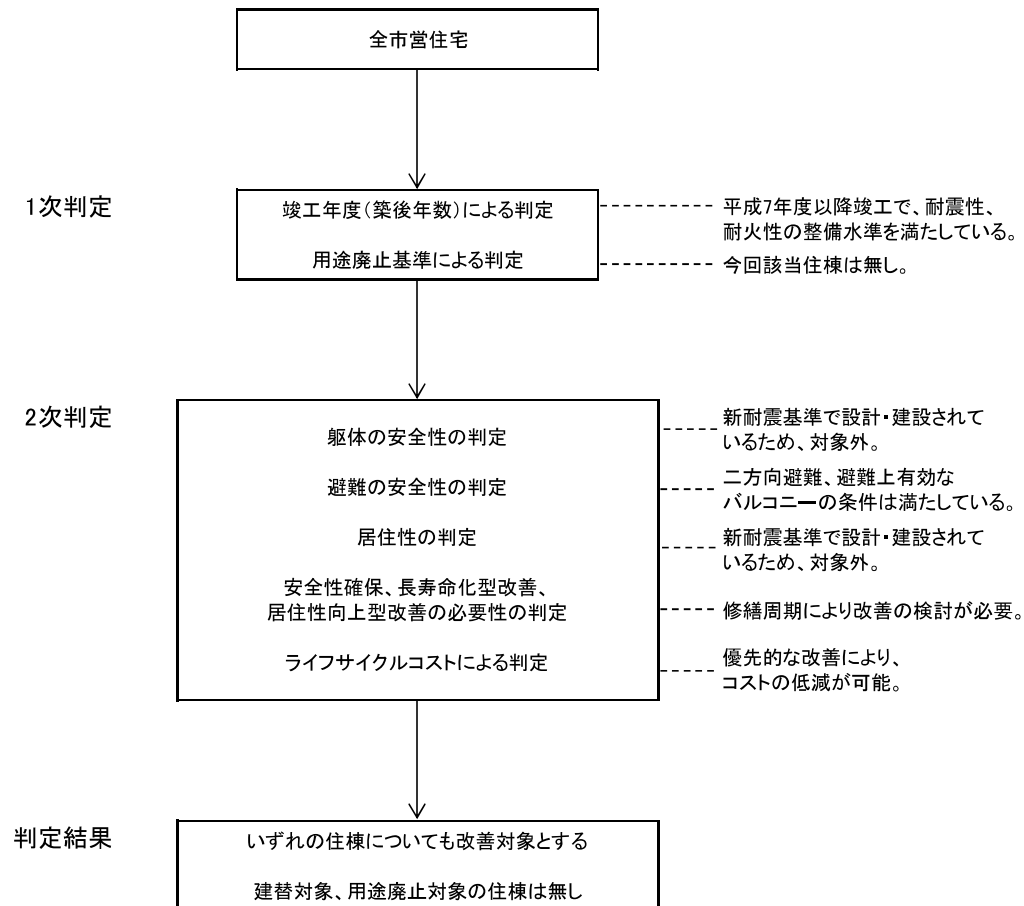 全市営住宅
1次判定
竣工年度(築後年数)による判定
平成7年度以降竣工で、耐震性、
耐火性の整備水準を満たしている。
用途廃止基準による判定
今回該当住棟は無し。
2次判定
躯体の安全性の判定
新耐震基準で設計・建設されて
いるため、対象外。
避難の安全性の判定
二方向避難、避難上有効な
バルコニーの条件は満たしている。
居住性の判定
新耐震基準で設計・建設されて
いるため、対象外。
安全性確保、長寿命化型改善、
居住性向上型改善の必要性の判定
修繕周期により改善の検討が必要。
ライフサイクルコストによる判定
優先的な改善により、
コストの低減が可能。
判定結果
いずれの住棟についても改善対象とする
建替対象、用途廃止対象の住棟は無し